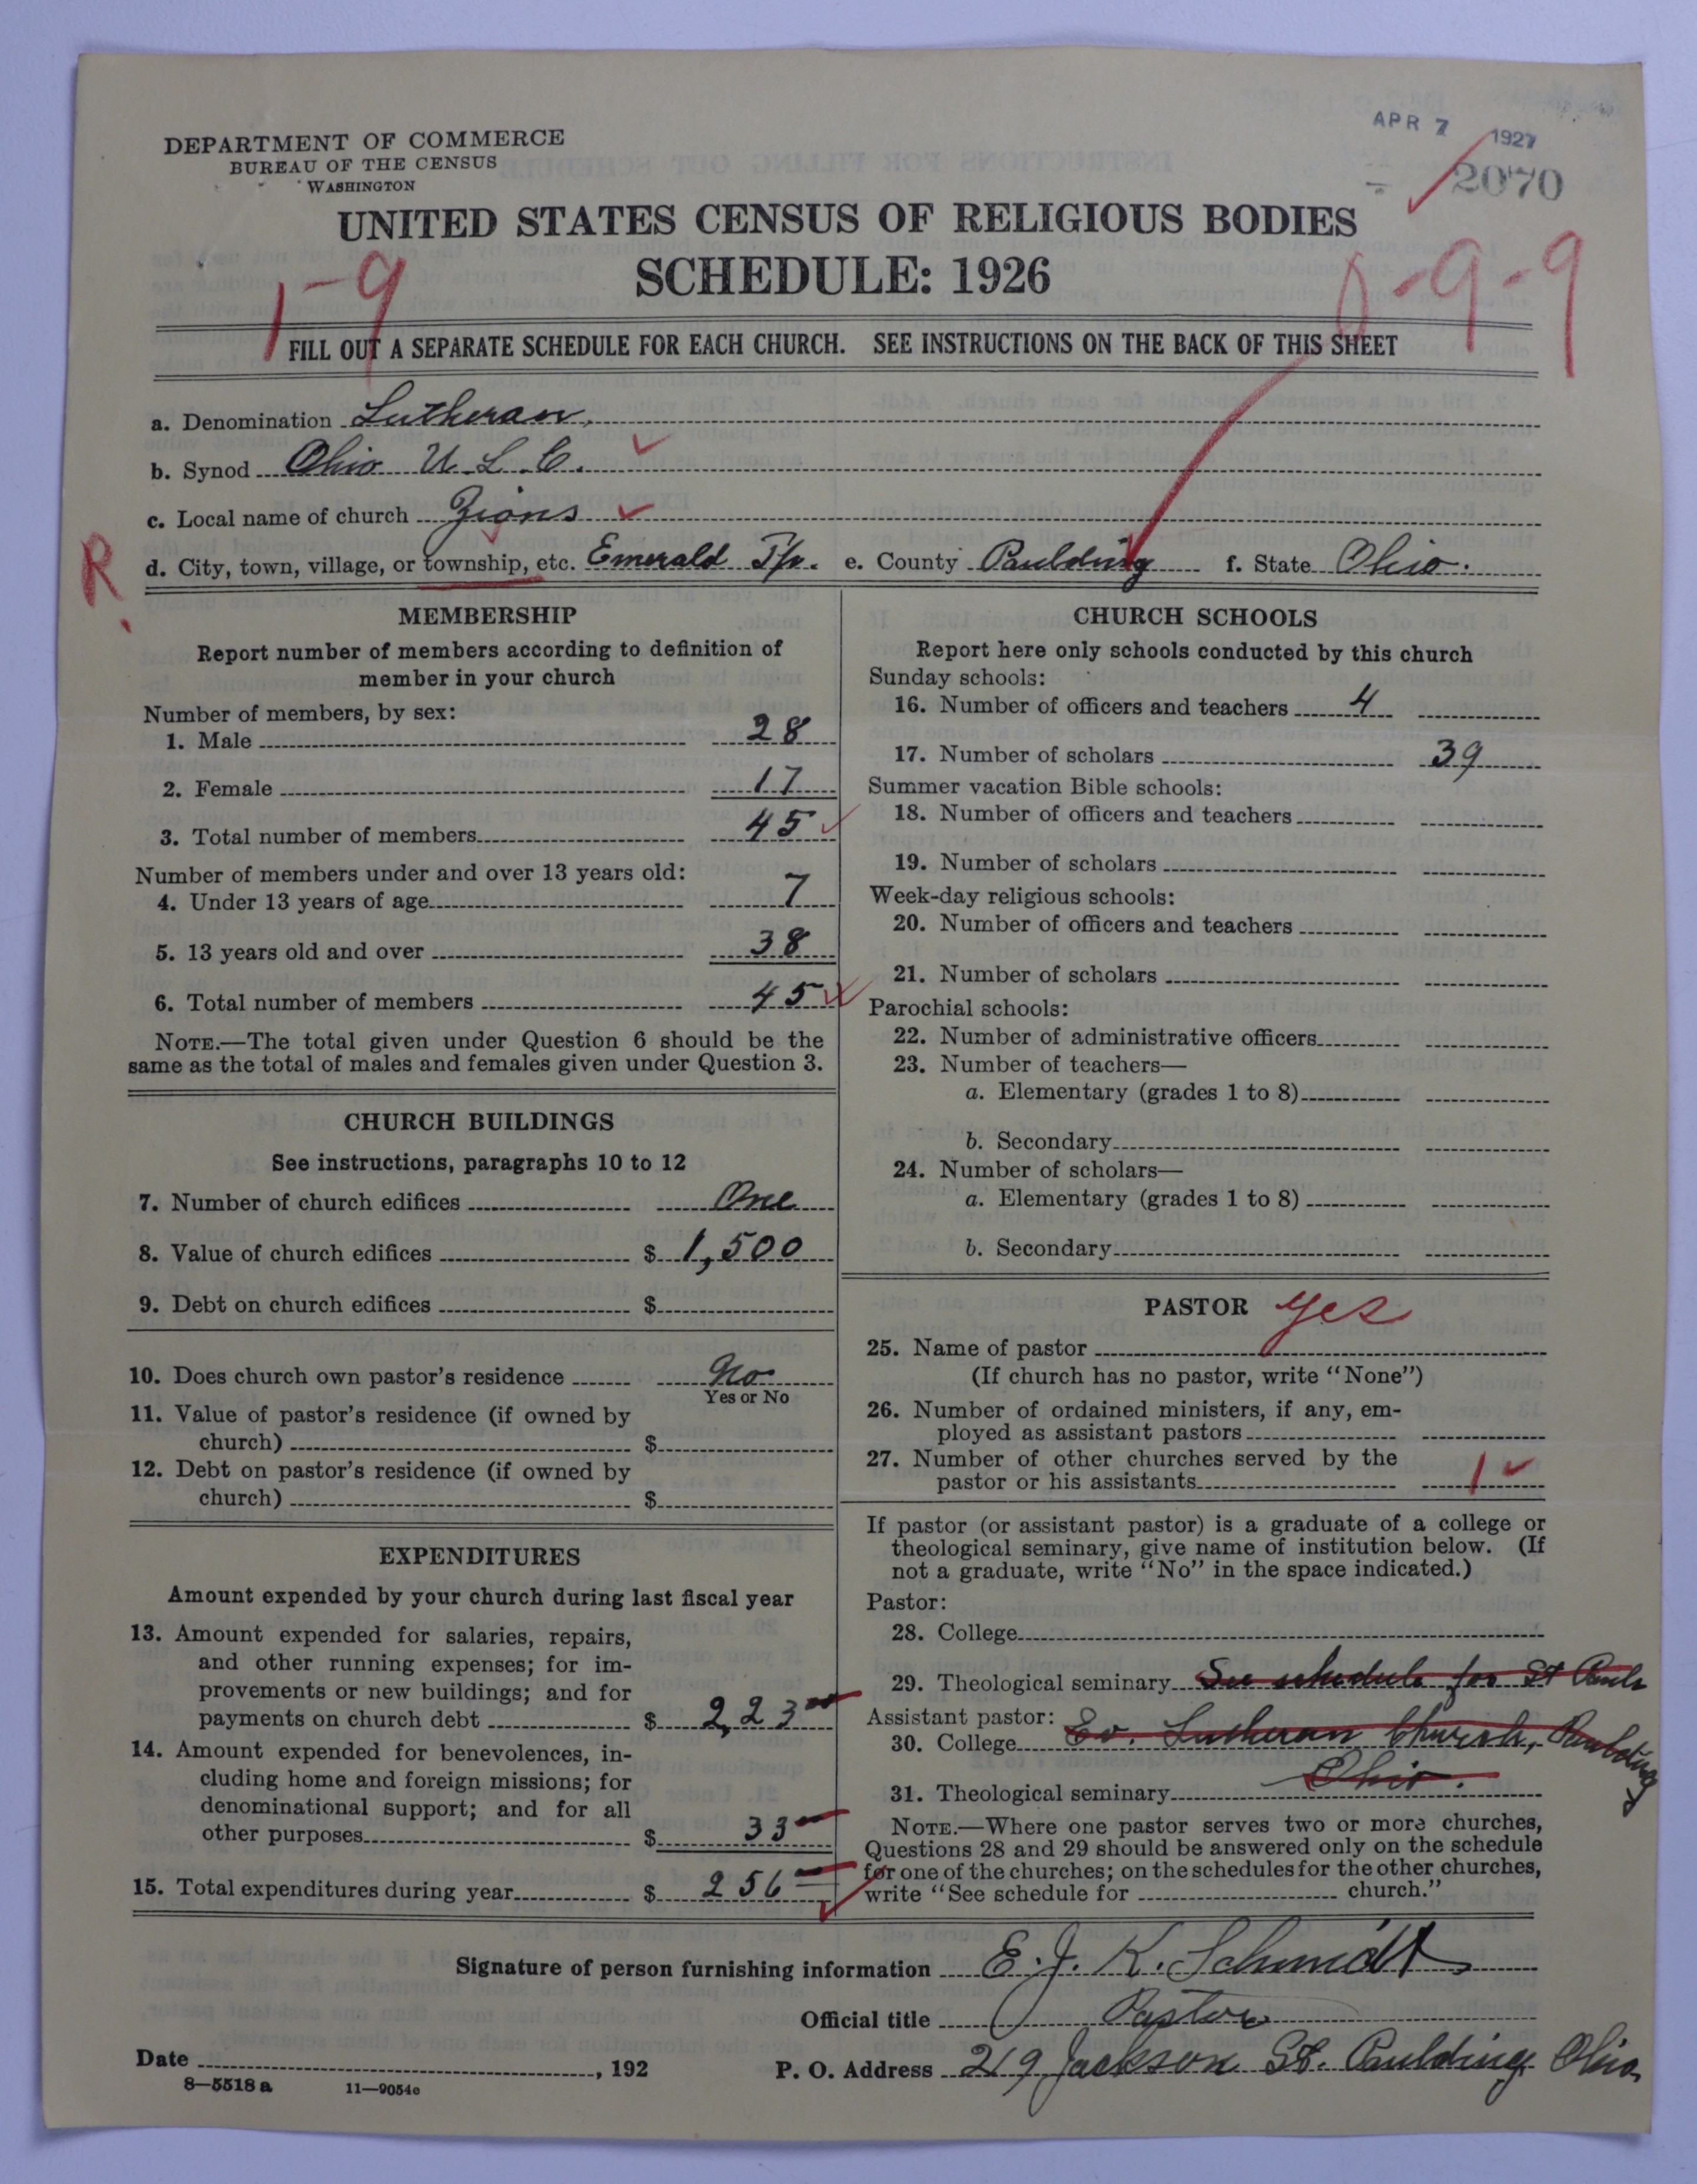 APR 7 1927
2070
DEPARTMENT OF COMMERCE
BUREAU OF THE CENSUS
WASHINGTON
UNITED STATES CENSUS OF RELIGIOUS BODIES
SCHEDULE: 1926
1-9
-9-9
FILL OUT A SEPARATE SCHEDULE FOR EACH CHURCH. SEE INSTRUCTIONS ON THE BACK OF THIS SHEET
a. Denomination Lutheran,
b. Synod Ohio U. L. C.
c. Local name of church Zions
R
d. City, town, village, or township, etc. Emerald Tp. e. County Paulding f. State Ohio.
MEMBERSHIP
Report number of members according to definition of
member in your church
Number of members, by sex:
1. Male 28
2. Female 17
3. Total number of members 45
Number of members under and over 13 years old:
4. Under 13 years of age 7
5. 13 years old and over 38
6. Total number of members 45
NOTE.—The total given under Question 6 should be the
same as the total of males and females given under Question 3.
CHURCH BUILDINGS
See instructions, paragraphs 10 to 12
7. Number of church edifices One
8. Value of church edifices $ 1,500
9. Debt on church edifices $
10. Does church own pastor's residence No
Yes or No
11. Value of pastor's residence (if owned by
church) $
12. Debt on pastor's residence (if owned by
church) $
EXPENDITURES
Amount expended by your church during last fiscal year
13. Amount expended for salaries, repairs,
and other running expenses; for im-
provements or new buildings; and for
payments on church debt $ 223
14. Amount expended for benevolences, in-
cluding home and foreign missions; for
denominational support; and for all
other purposes $ 33
15. Total expenditures during year $ 256
CHURCH SCHOOLS
Report here only schools conducted by this church
Sunday schools:
16. Number of officers and teachers 4
17. Number of scholars 39
Summer vacation Bible schools:
18. Number of officers and teachers
19. Number of scholars
Week-day religious schools:
20. Number of officers and teachers
21. Number of scholars
Parochial schools:
22. Number of administrative officers
23. Number of teachers—
a. Elementary (grades 1 to 8)
b. Secondary
24. Number of scholars—
a. Elementary (grades 1 to 8)
b. Secondary
PASTOR yes
25. Name of pastor
(If church has no pastor, write "None")
26. Number of ordained ministers, if any, em-
ployed as assistant pastors
27. Number of other churches served by the
pastor or his assistants 1
If pastor (or assistant pastor) is a graduate of a college or
theological seminary, give name of institution below. (If
not a graduate, write "No" in the space indicated.)
Pastor:
28. College
29. Theological seminary See schedule for St Pauls
Assistant pastor:
30. College Ev. Lutheran Church, Paulding
Ohio.
31. Theological seminary
NOTE.—Where one pastor serves two or more churches,
Questions 28 and 29 should be answered only on the schedule
for one of the churches; on the schedules for the other churches,
write "See schedule for church."
Signature of person furnishing information E. J. K. Schmidt
Official title Pastor
Date , 192 P. O. Address 219 Jackson St. Paulding Ohio
8—5518 a 11—9054c